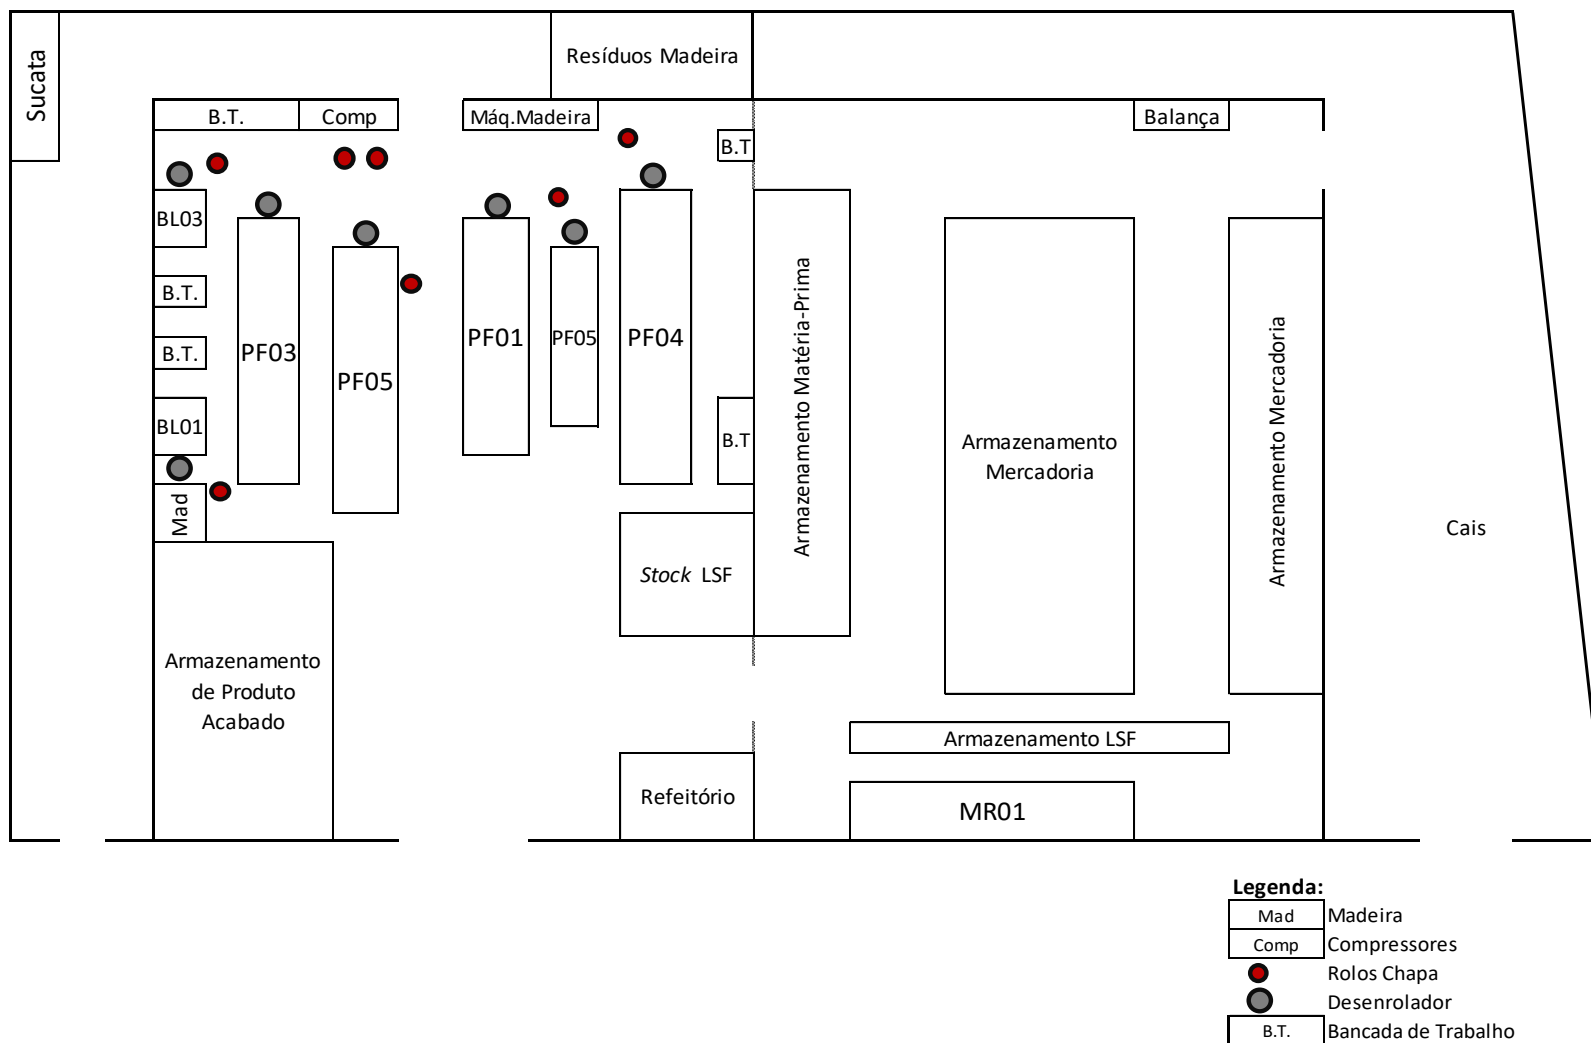 Sucata
Resíduos Madeira
B.T.
Comp
Máq.Madeira
B.T
Balança
BL03
B.T.
B.T.
BL01
Mad
PF03
PF05
PF01
PF05
PF04
B.T
Armazenamento Matéria-Prima
Armazenamento
Mercadoria
Armazenamento Mercadoria
Cais
Stock LSF
Armazenamento
de Produto
Acabado
Armazenamento LSF
Refeitório
MR01
Legenda:
Mad Madeira
Comp Compressores
Rolos Chapa
Desenrolador
B.T. Bancada de Trabalho